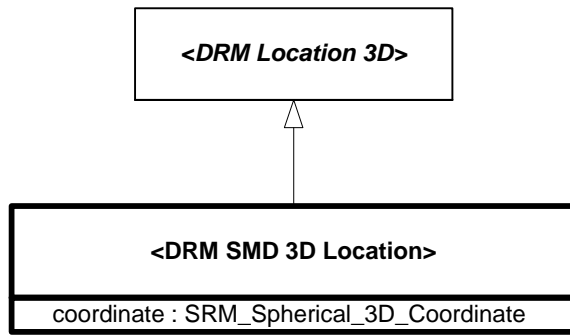 <DRM Location 3D>
<DRM SMD 3D Location>
coordinate : SRM_Spherical_3D_Coordinate